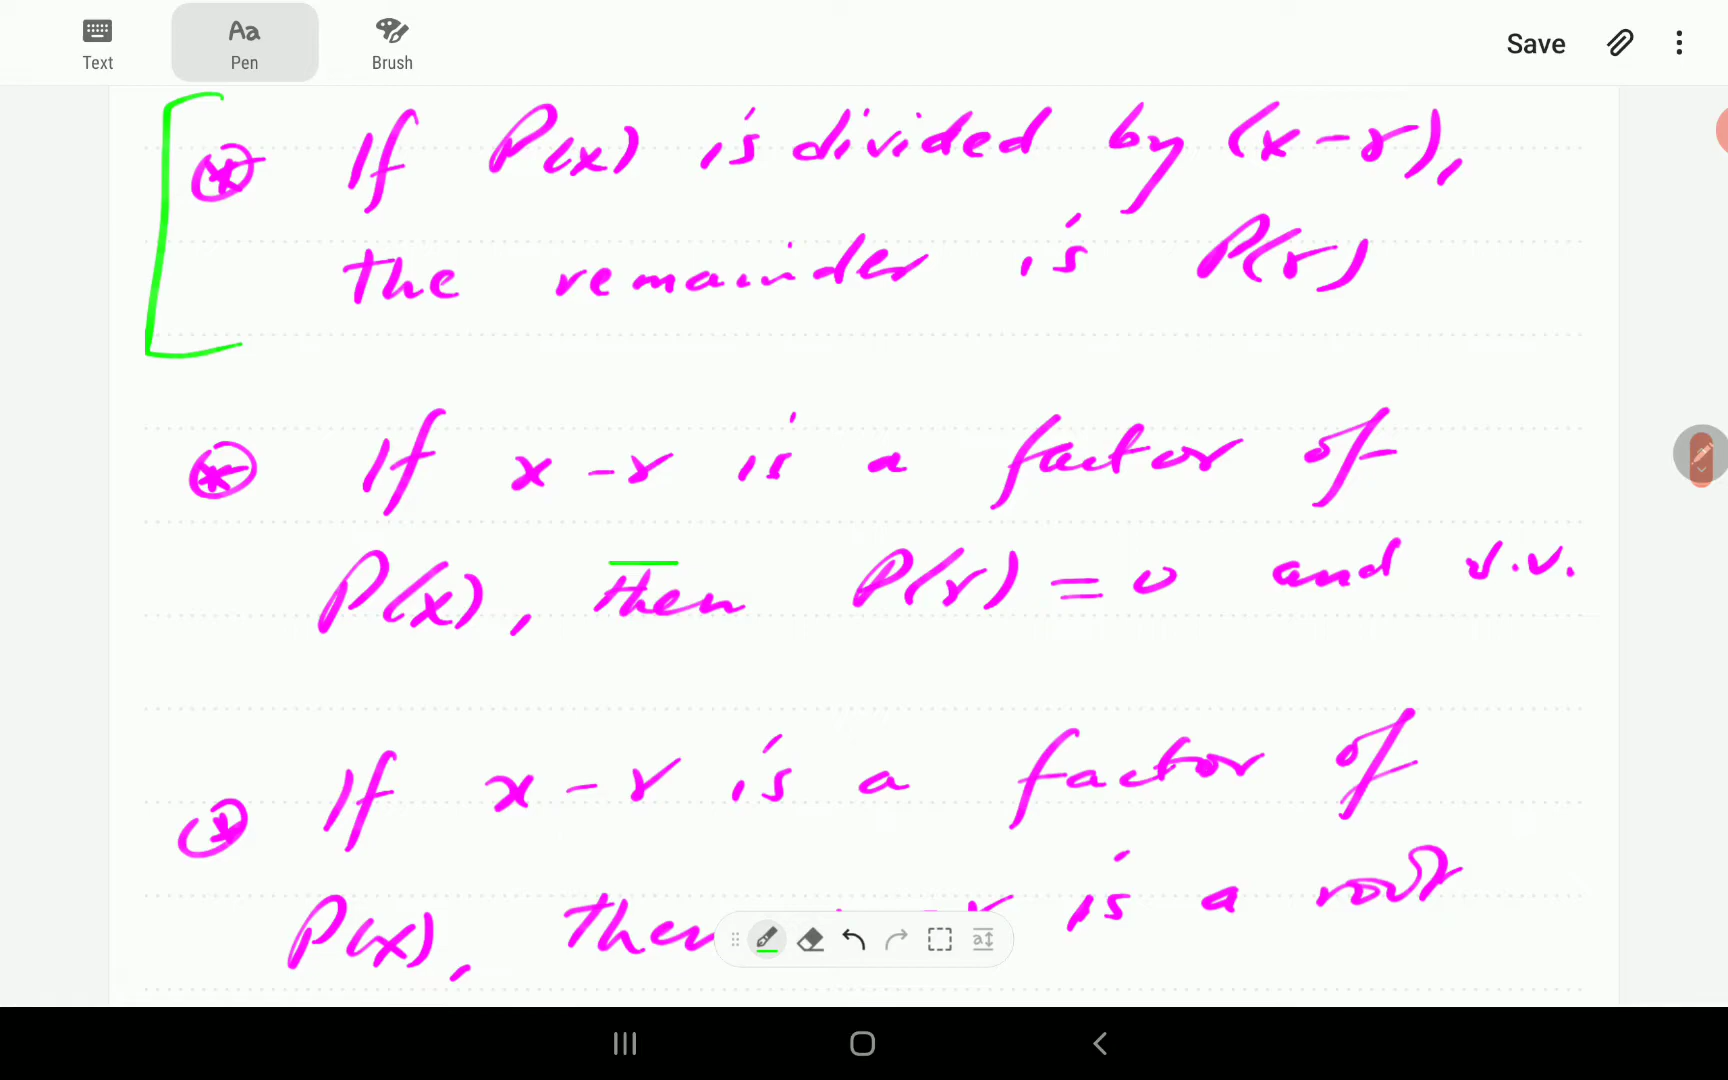 Text
Pen
Brush
Save
If P(x) is divided by (x-r),
the remainder is P(r)
If x-r is a factor of
P(x), then P(r) = 0 and v.v.
If x-r is a factor of
P(x), then is a root